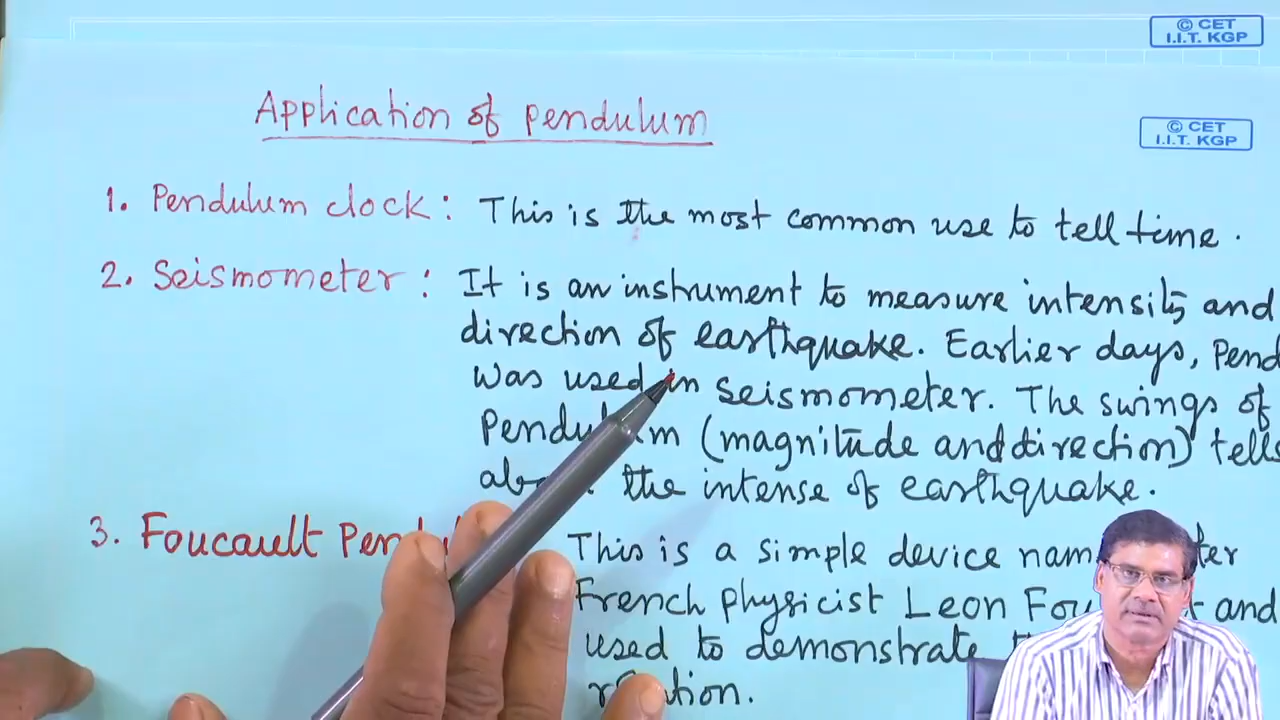 © CET
I.I.T. KGP
Application of pendulum
© CET
I.I.T. KGP
1. Pendulum clock : This is the most common use to tell time.
2. Seismometer : It is an instrument to measure intensity and
direction of earthquake. Earlier days, Pend
was used in seismometer. The swings of
Pendulum (magnitude and direction) tells
the intense of earthquake.
3. Foucault This is a simple device
French physicist Leon and
used to demonstrate